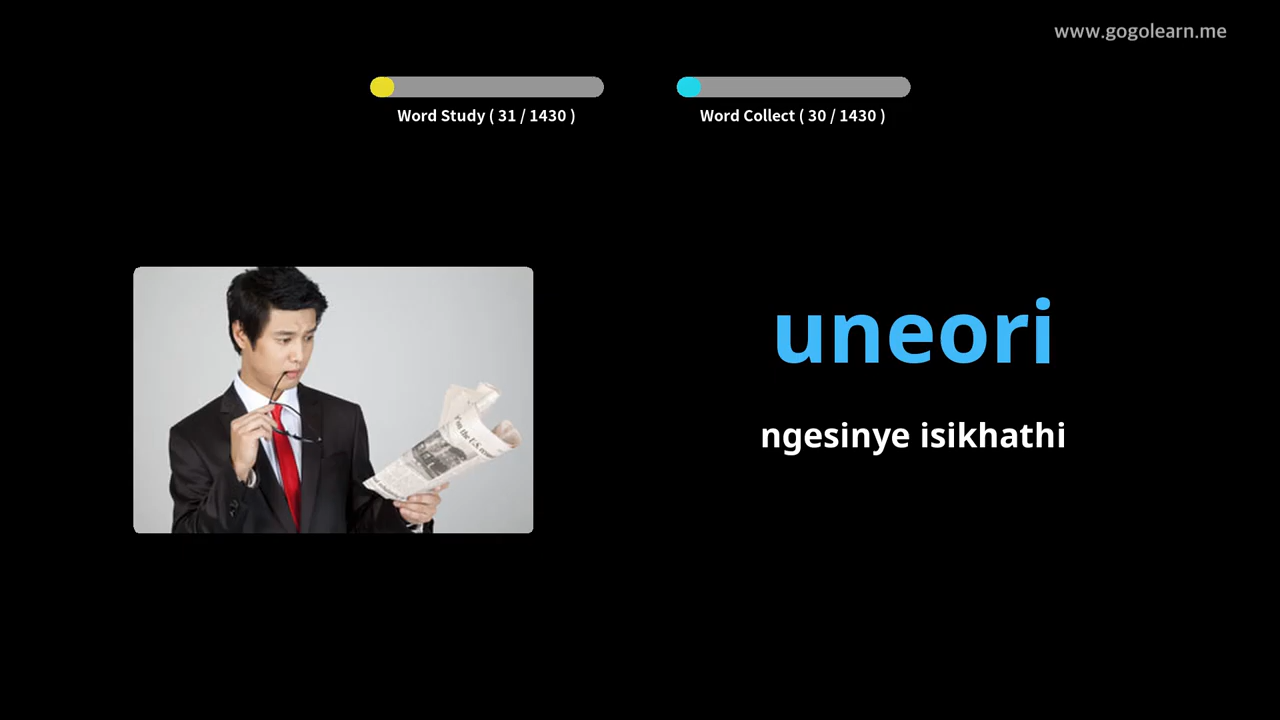 www.gogolearn.me
Word Study ( 31 / 1430 )
Word Collect ( 30 / 1430 )
uneori
ngesinye isikhathi